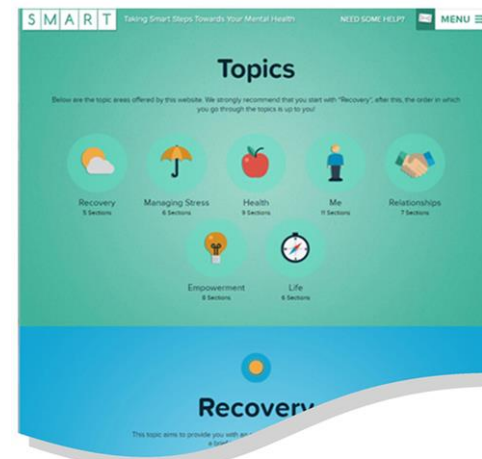 SMART Taking Smart Steps Towards Your Mental Health NEED SOME HELP? MENU
Topics
Below are the topic areas offered by this website. We strongly recommend that you start with "Recovery", after this, the order in which
you go through the topics is up to you!
Recovery Managing Stress Health Me Relationships
5 Sections 6 Sections 9 Sections 11 Sections 7 Sections
Empowerment Life
8 Sections 6 Sections
Recovery
This topic aims to provide you with
a brief